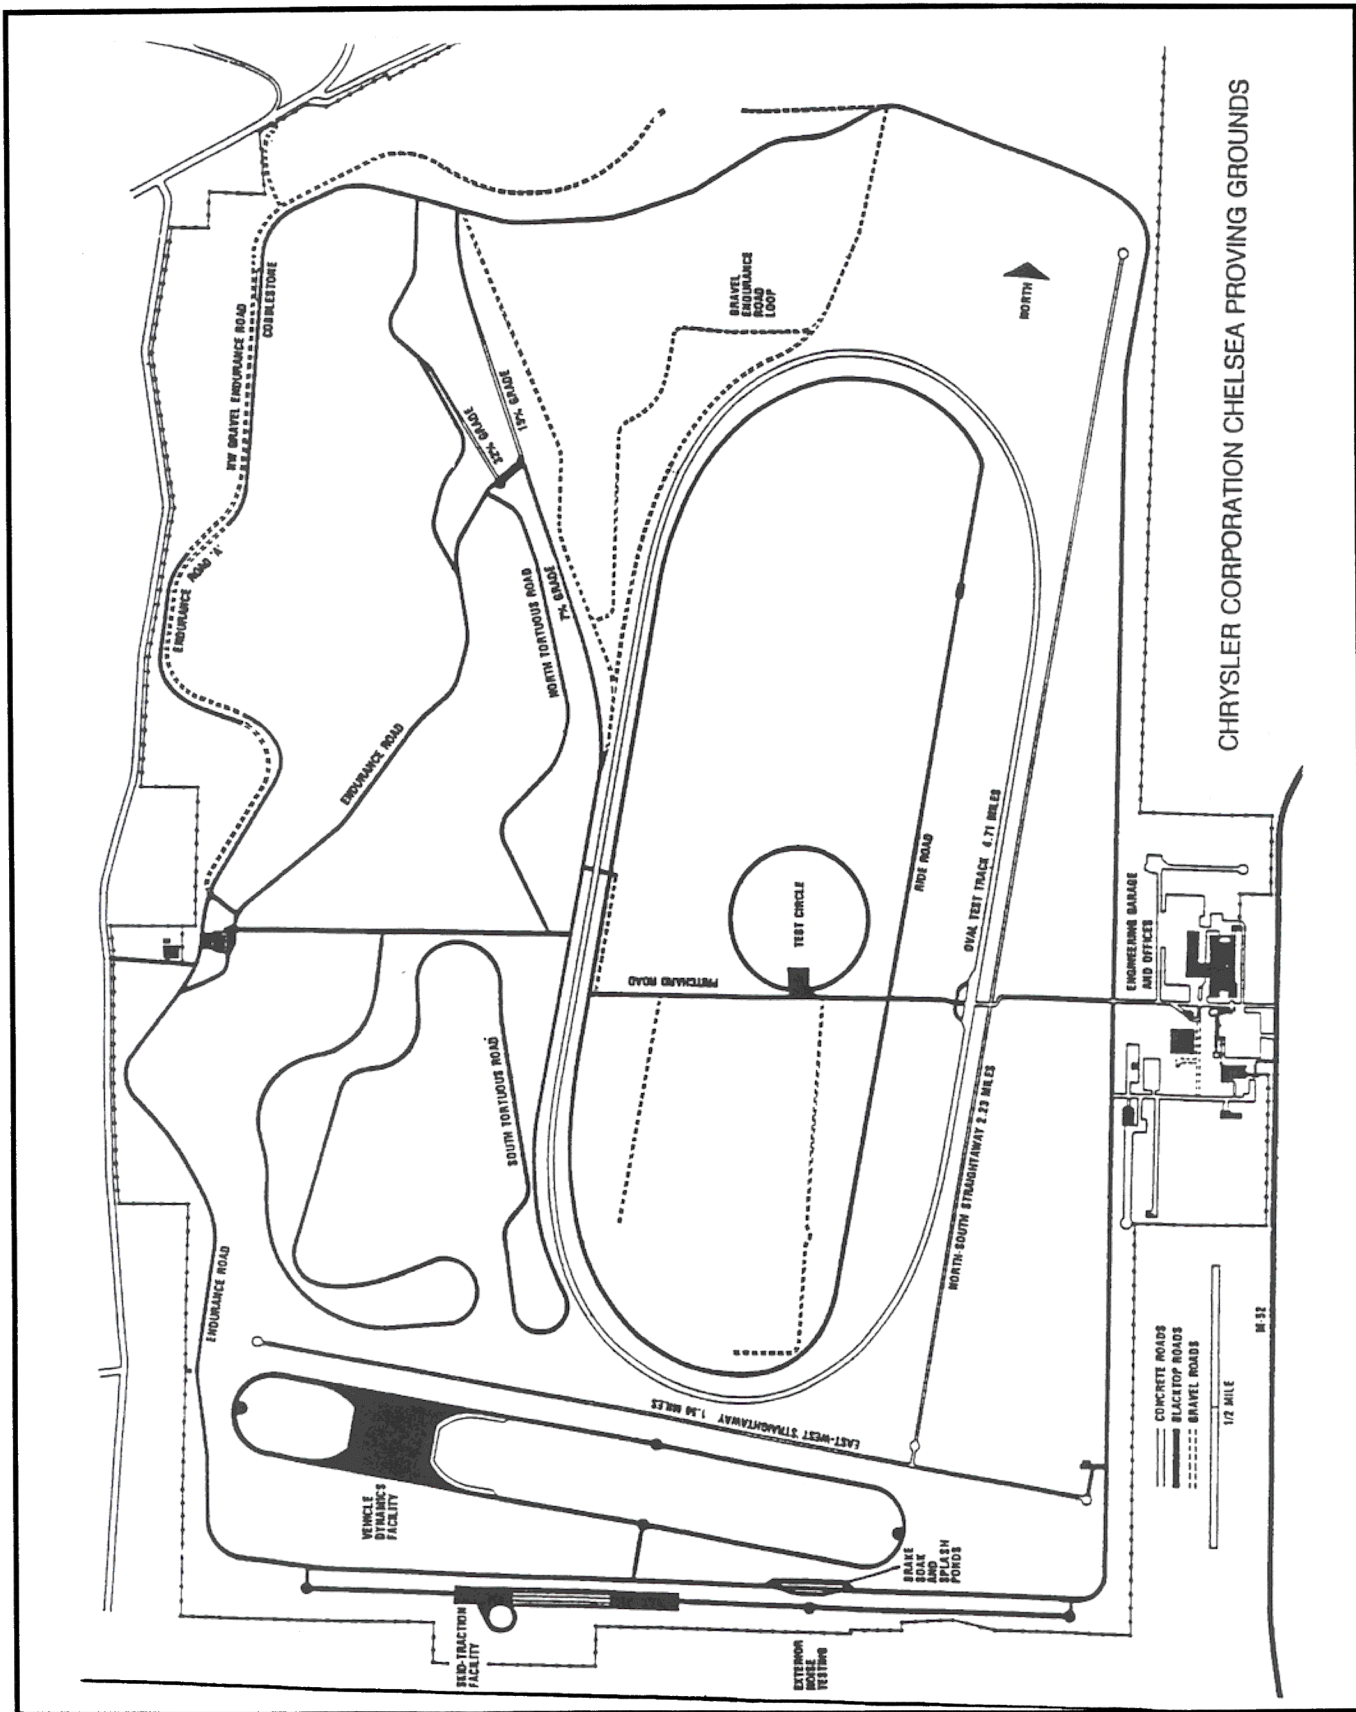 CHRYSLER CORPORATION CHELSEA PROVING GROUNDS
NW GRAVEL ENDURANCE ROAD
COBBLESTONE
ENDURANCE ROAD 'A'
32% GRADE
15% GRADE
7% GRADE
NORTH TORTUOUS ROAD
ENDURANCE ROAD
GRAVEL
ENDURANCE
ROAD
LOOP
NORTH
TEST CIRCLE
RIDE ROAD
OVAL TEST TRACK 4.71 MILES
PRITCHARD ROAD
ENGINEERING GARAGE
AND OFFICES
SOUTH TORTUOUS ROAD
NORTH-SOUTH STRAIGHTAWAY 2.23 MILES
ENDURANCE ROAD
EAST-WEST STRAIGHTAWAY
MILES
VEHICLE
DYNAMICS
FACILITY
BRAKE
SOAK
AND
SPLASH
PONDS
SKID-TRACTION
FACILITY
EXTERIOR
NOISE
TESTING
CONCRETE ROADS
BLACKTOP ROADS
GRAVEL ROADS
1/2 MILE
M-52